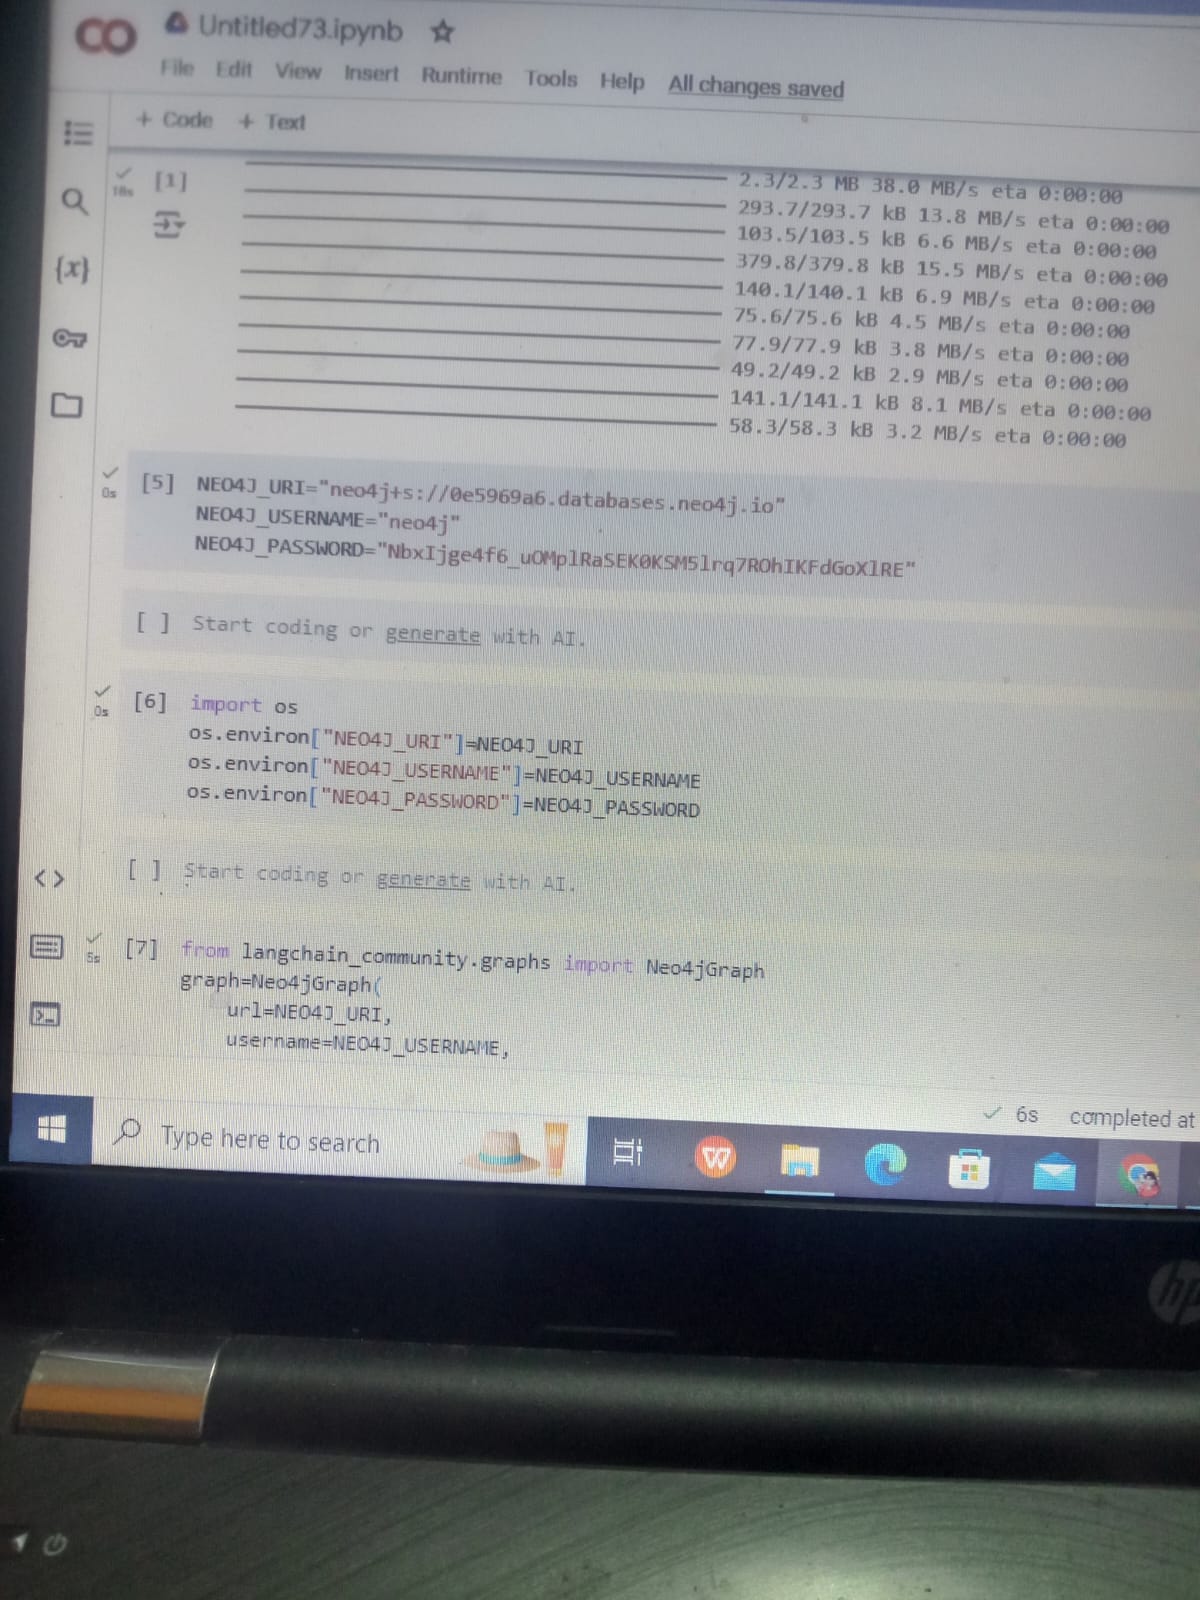 CO Untitled73.ipynb
File Edit View Insert Runtime Tools Help All changes saved
+ Code + Text
18s [1]
2.3/2.3 MB 38.0 MB/s eta 0:00:00
293.7/293.7 kB 13.8 MB/s eta 0:00:00
103.5/103.5 kB 6.6 MB/s eta 0:00:00
379.8/379.8 kB 15.5 MB/s eta 0:00:00
140.1/140.1 kB 6.9 MB/s eta 0:00:00
75.6/75.6 kB 4.5 MB/s eta 0:00:00
77.9/77.9 kB 3.8 MB/s eta 0:00:00
49.2/49.2 kB 2.9 MB/s eta 0:00:00
141.1/141.1 kB 8.1 MB/s eta 0:00:00
58.3/58.3 kB 3.2 MB/s eta 0:00:00
{x}
0s [5] NEO4J_URI="neo4j+s://0e5969a6.databases.neo4j.io"
NEO4J_USERNAME="neo4j"
NEO4J_PASSWORD="NbxIjge4f6_uOMplRaSEK0KSM5lrq7ROhIKFdGoXlRE"
[ ] Start coding or generate with AI.
0s [6] import os
os.environ["NEO4J_URI"]=NEO4J_URI
os.environ["NEO4J_USERNAME"]=NEO4J_USERNAME
os.environ["NEO4J_PASSWORD"]=NEO4J_PASSWORD
[ ] Start coding or generate with AI.
5s [7] from langchain_community.graphs import Neo4jGraph
graph=Neo4jGraph(
url=NEO4J_URI,
username=NEO4J_USERNAME,
6s completed at
Type here to search
W
hp